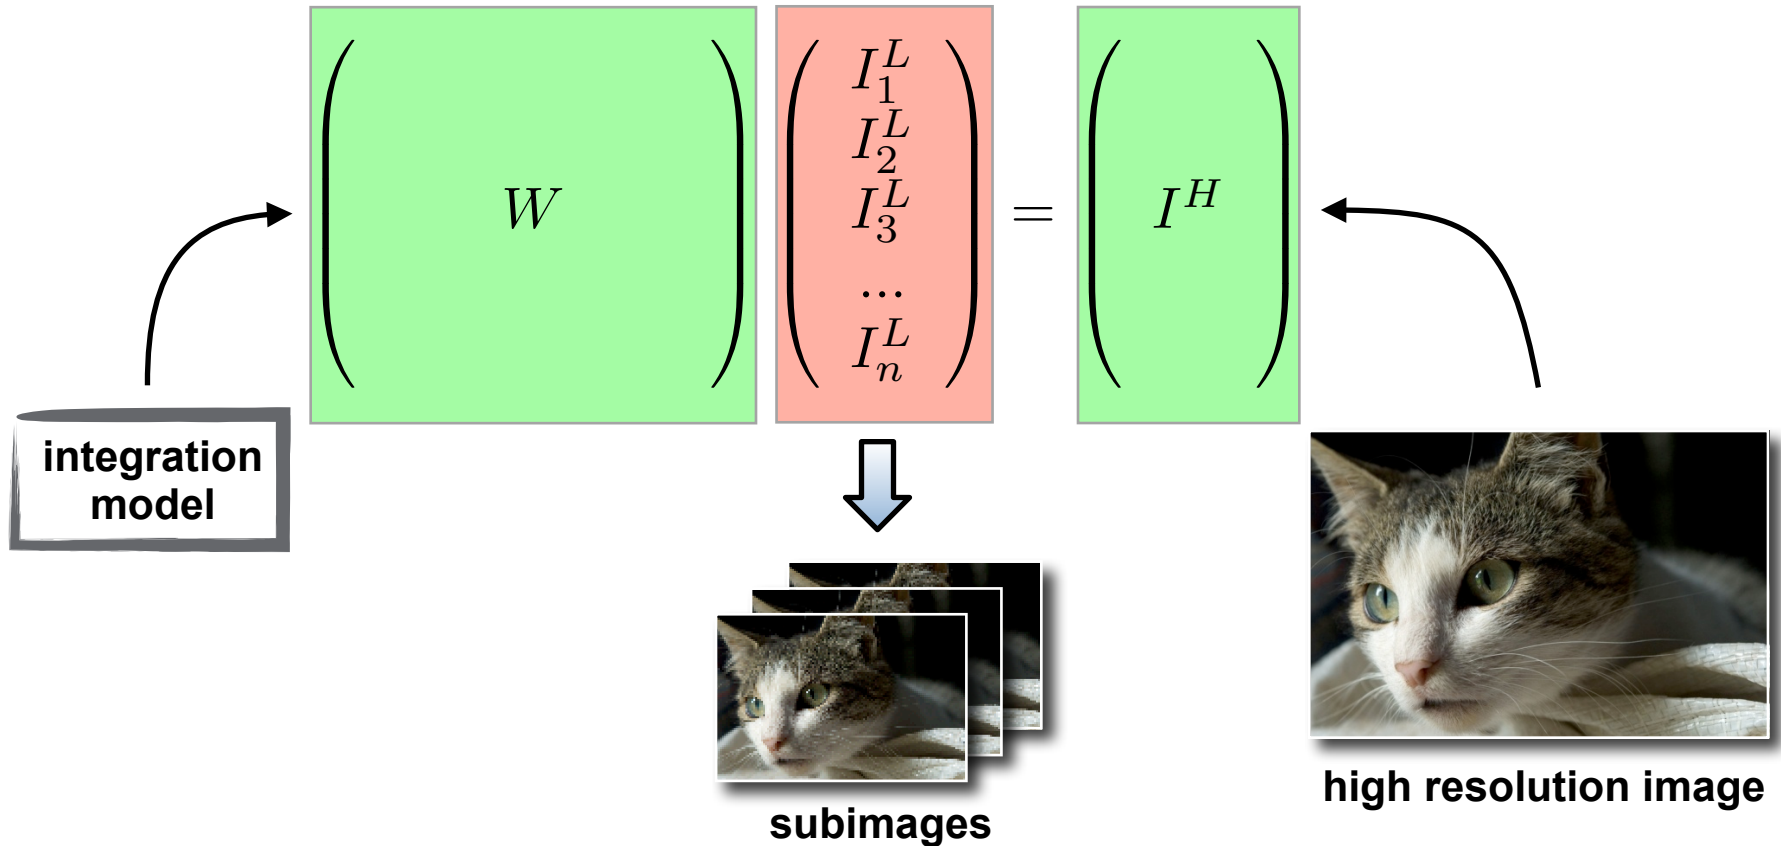 W
I_1^L
I_2^L
I_3^L
...
I_n^L
=
I^H
integration
model
subimages
high resolution image